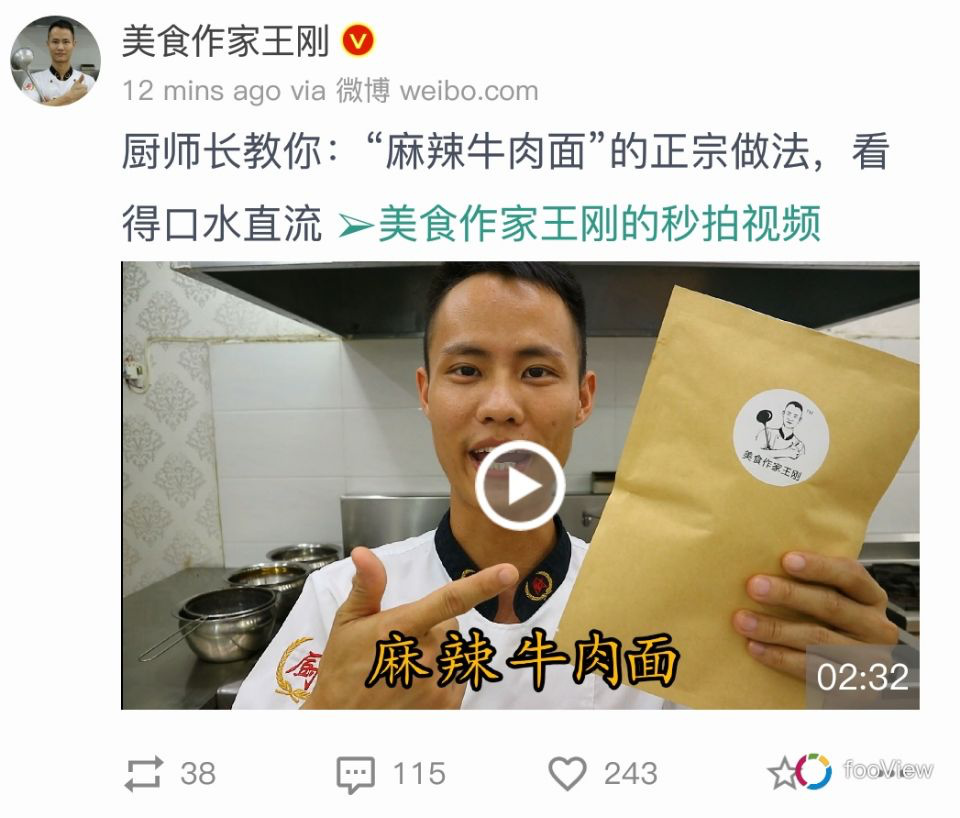 美食作家王刚
12 mins ago via 微博 weibo.com
厨师长教你：“麻辣牛肉面”的正宗做法，看
得口水直流 ➢美食作家王刚的秒拍视频
美食作家王刚
厨
麻辣牛肉面
02:32
38
115
243
fooView